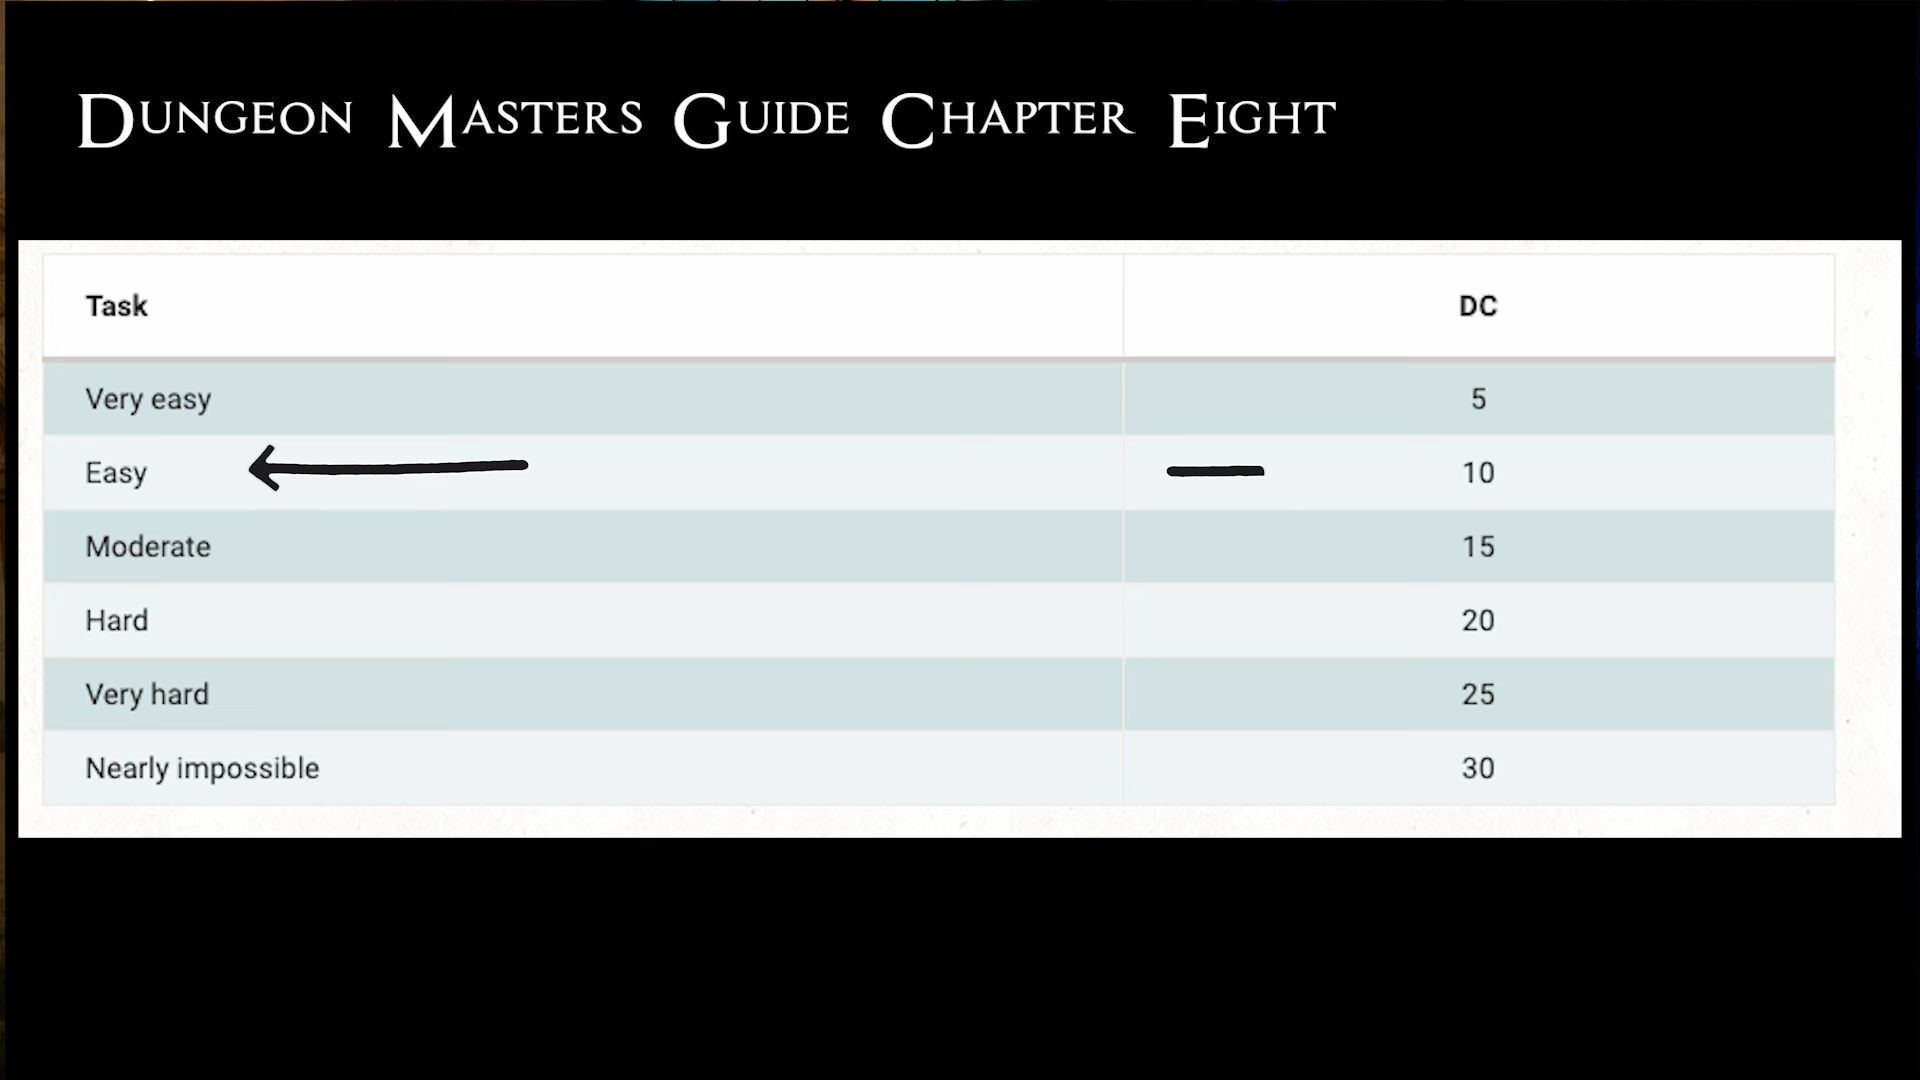 Dungeon Masters Guide Chapter Eight
Task DC
Very easy 5
Easy 10
Moderate 15
Hard 20
Very hard 25
Nearly impossible 30